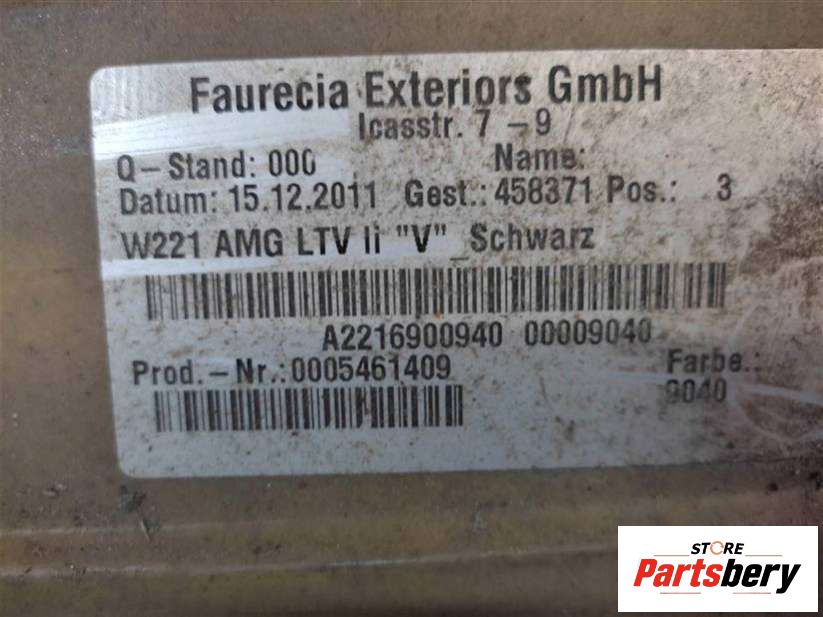 Faurecia Exteriors GmbH
Icasstr. 7 -9
Q-Stand: 000 Name:
Datum: 15.12.2011 Gest.: 458371 Pos.: 3
W221 AMG LTV li "V"_Schwarz
A2216900940 00009040
Prod.-Nr.:0005461409 Farbe.:
9040
STORE
Partsbery